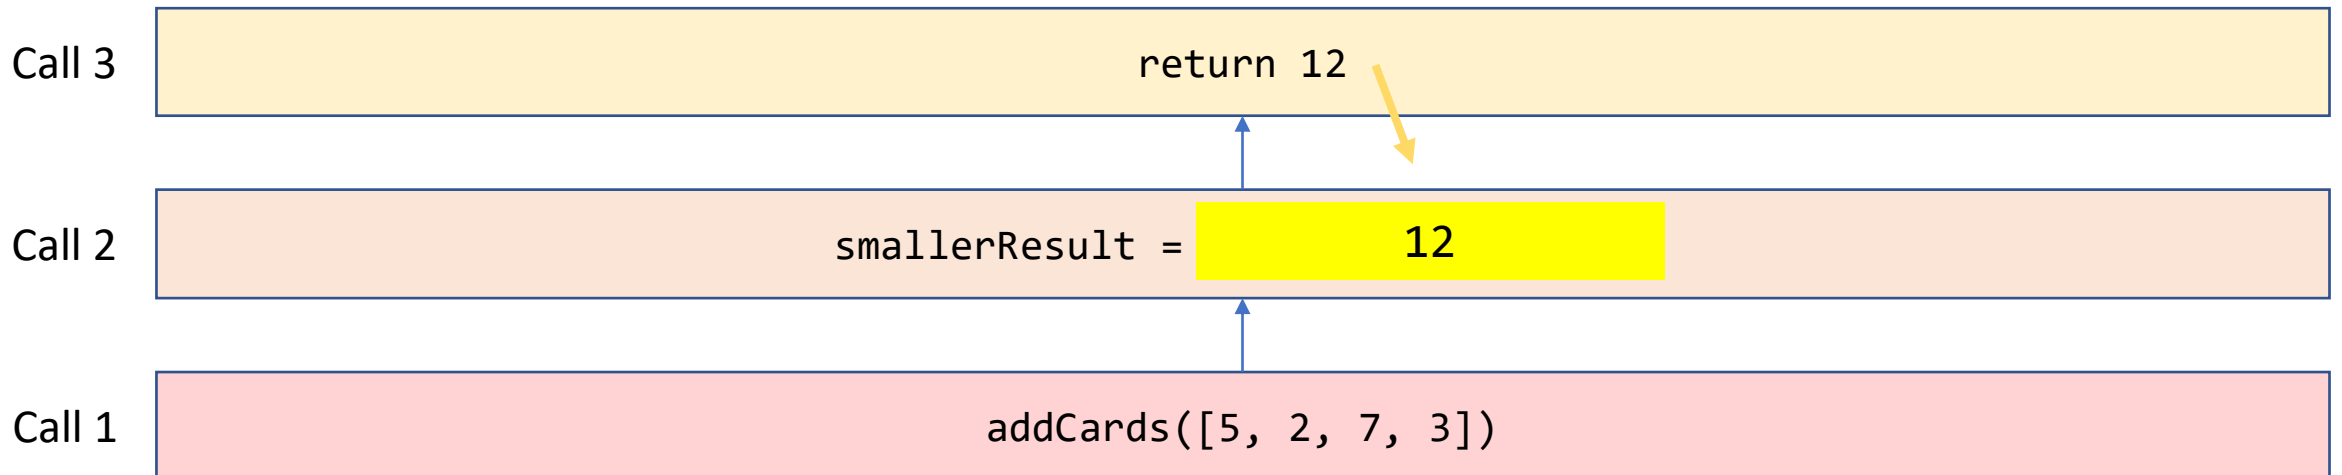 Call 3
return 12
Call 2
smallerResult = 12
Call 1
addCards([5, 2, 7, 3])